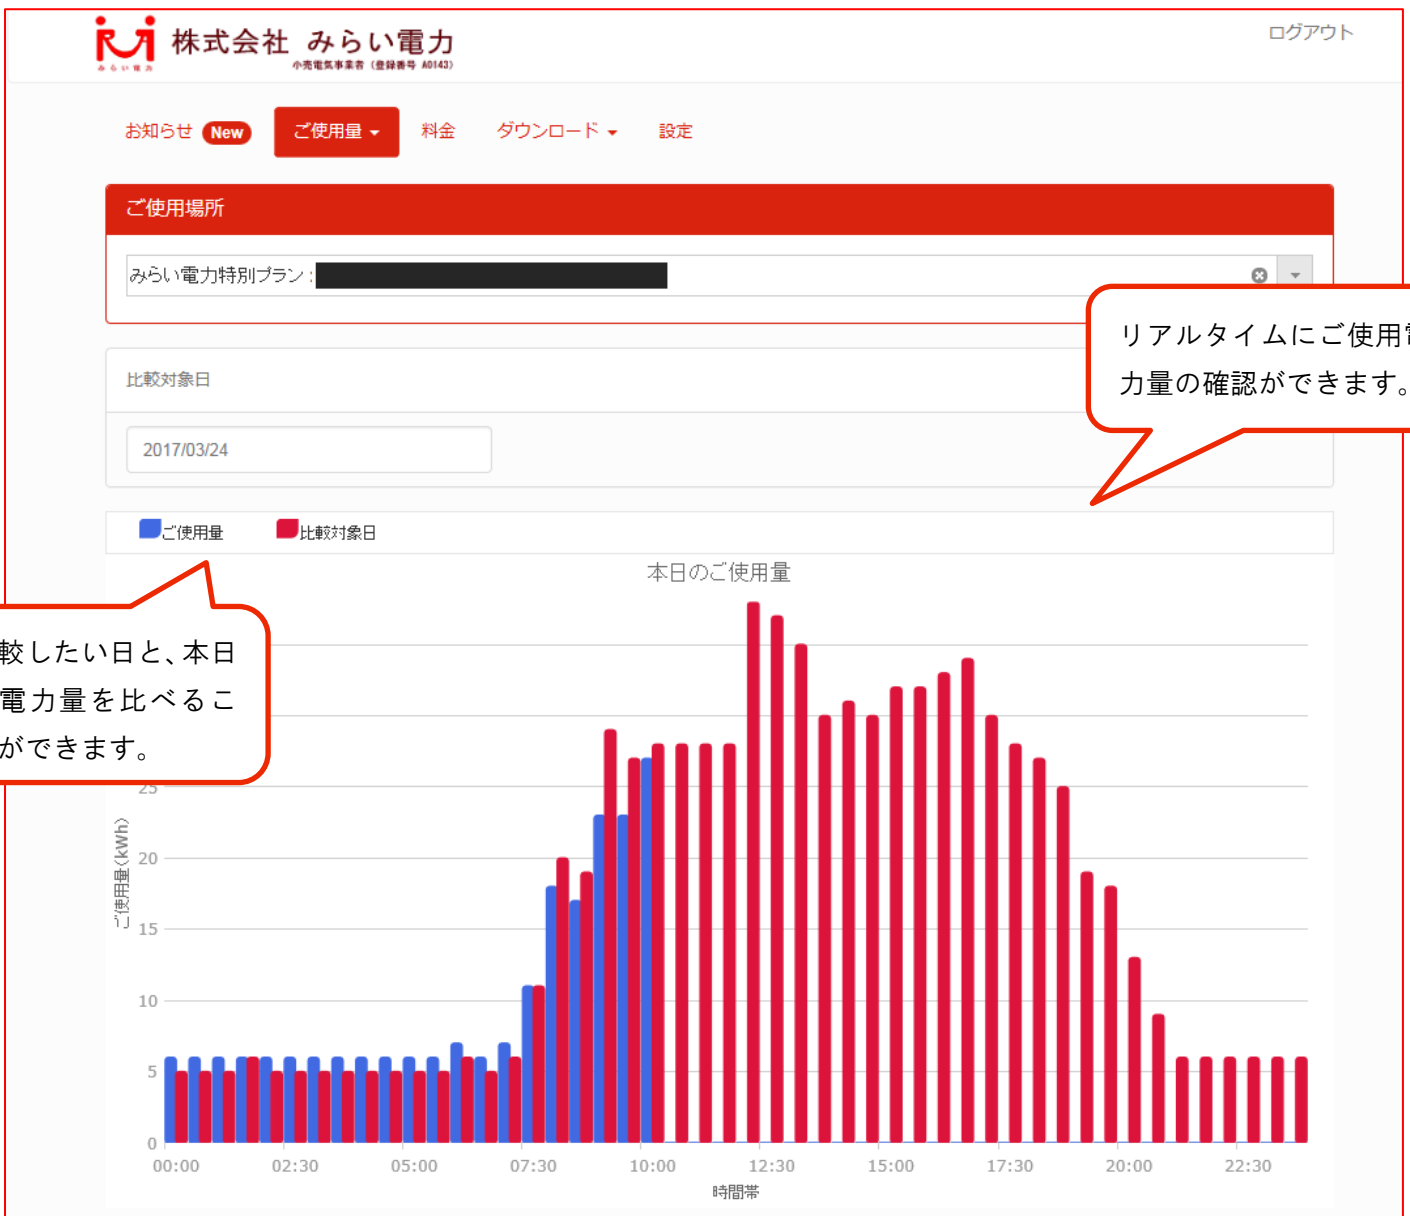 ログアウト
株式会社 みらい電力
みらい電力
小売電気事業者 (登録番号 A0143)
お知らせ New ご使用量 料金 ダウンロード 設定
ご使用場所
みらい電力特別プラン :
リアルタイムにご使用
力量の確認ができます。
比較対象日
2017/03/24
ご使用量 比較対象日
本日のご使用量
較したい日と、本日
電力量を比べるこ
ができます。
25
20
15
10
5
0
ご使用量(kWh)
00:00 02:30 05:00 07:30 10:00 12:30 15:00 17:30 20:00 22:30
時間帯